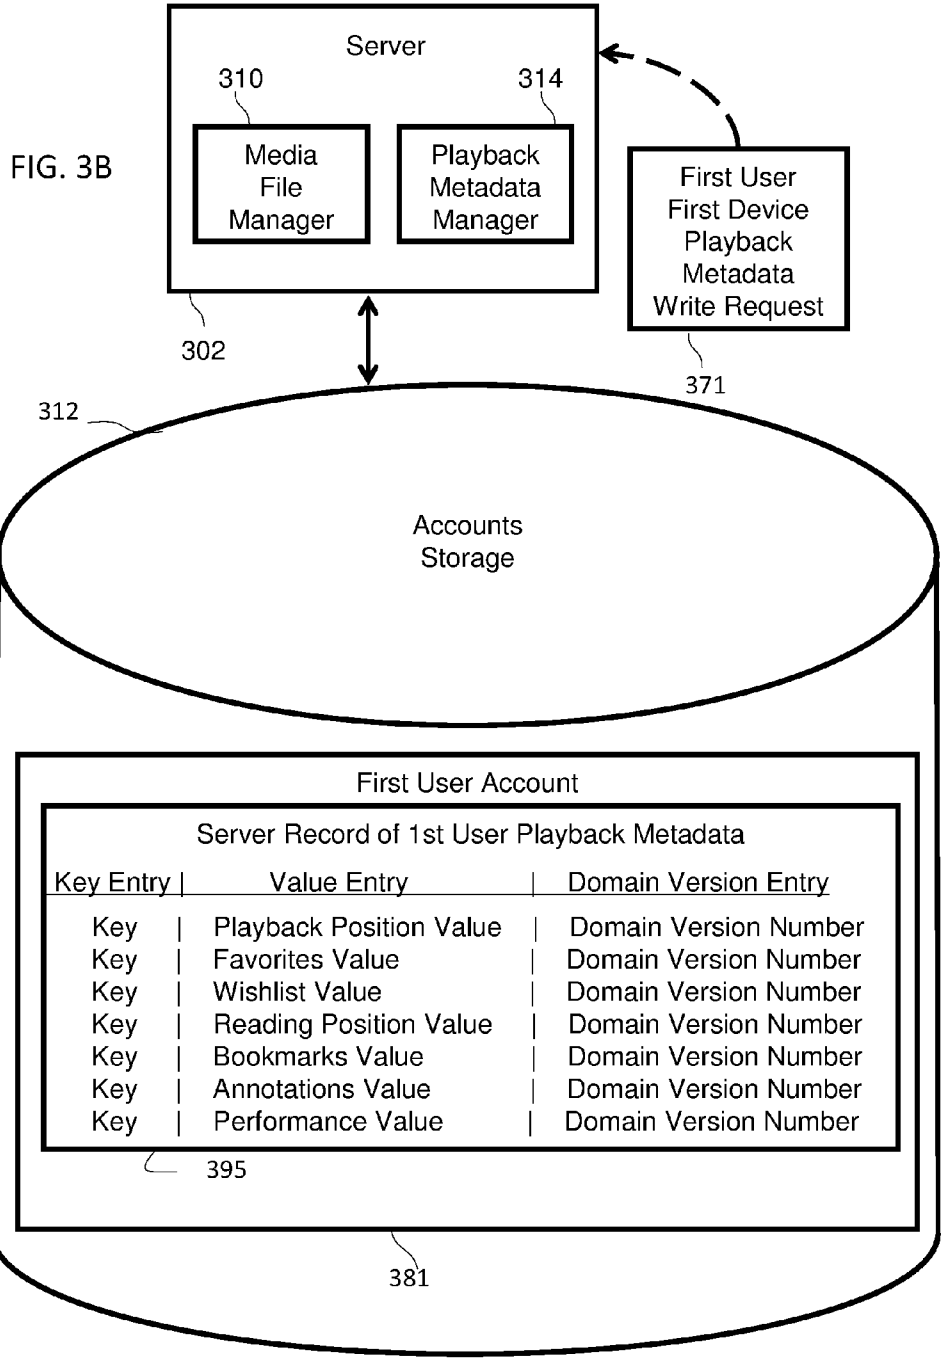 Server
310
314
FIG. 3B
Media
File
Manager
Playback
Metadata
Manager
First User
First Device
Playback
Metadata
Write Request
302
371
312
Accounts
Storage
First User Account
Server Record of 1st User Playback Metadata
Key Entry | Value Entry | Domain Version Entry
Key | Playback Position Value | Domain Version Number
Key | Favorites Value | Domain Version Number
Key | Wishlist Value | Domain Version Number
Key | Reading Position Value | Domain Version Number
Key | Bookmarks Value | Domain Version Number
Key | Annotations Value | Domain Version Number
Key | Performance Value | Domain Version Number
395
381